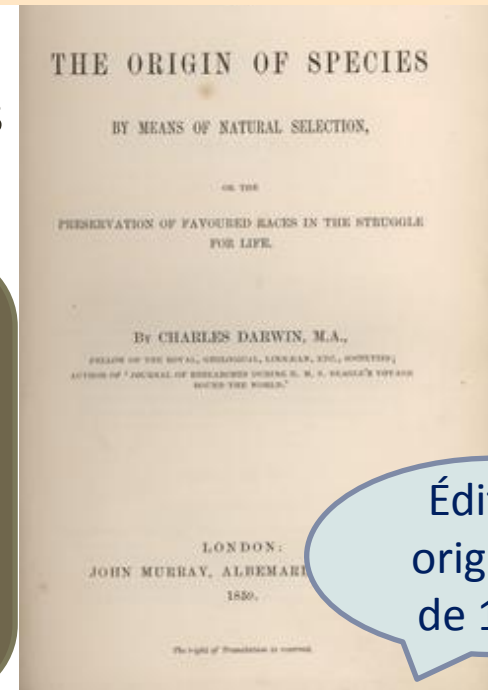 S
THE ORIGIN OF SPECIES
BY MEANS OF NATURAL SELECTION,
OR THE
PRESERVATION OF FAVOURED RACES IN THE STRUGGLE
FOR LIFE.
BY CHARLES DARWIN, M.A.,
FELLOW OF THE ROYAL, GEOLOGICAL, LINNÆAN, ETC., SOCIETIES;
AUTHOR OF 'JOURNAL OF RESEARCHES DURING H. M. S. BEAGLE'S VOYAGE
ROUND THE WORLD.'
LONDON:
JOHN MURRAY, ALBEMARL
1859.
The right of Translation is reserved.
Édi
orig
de 1